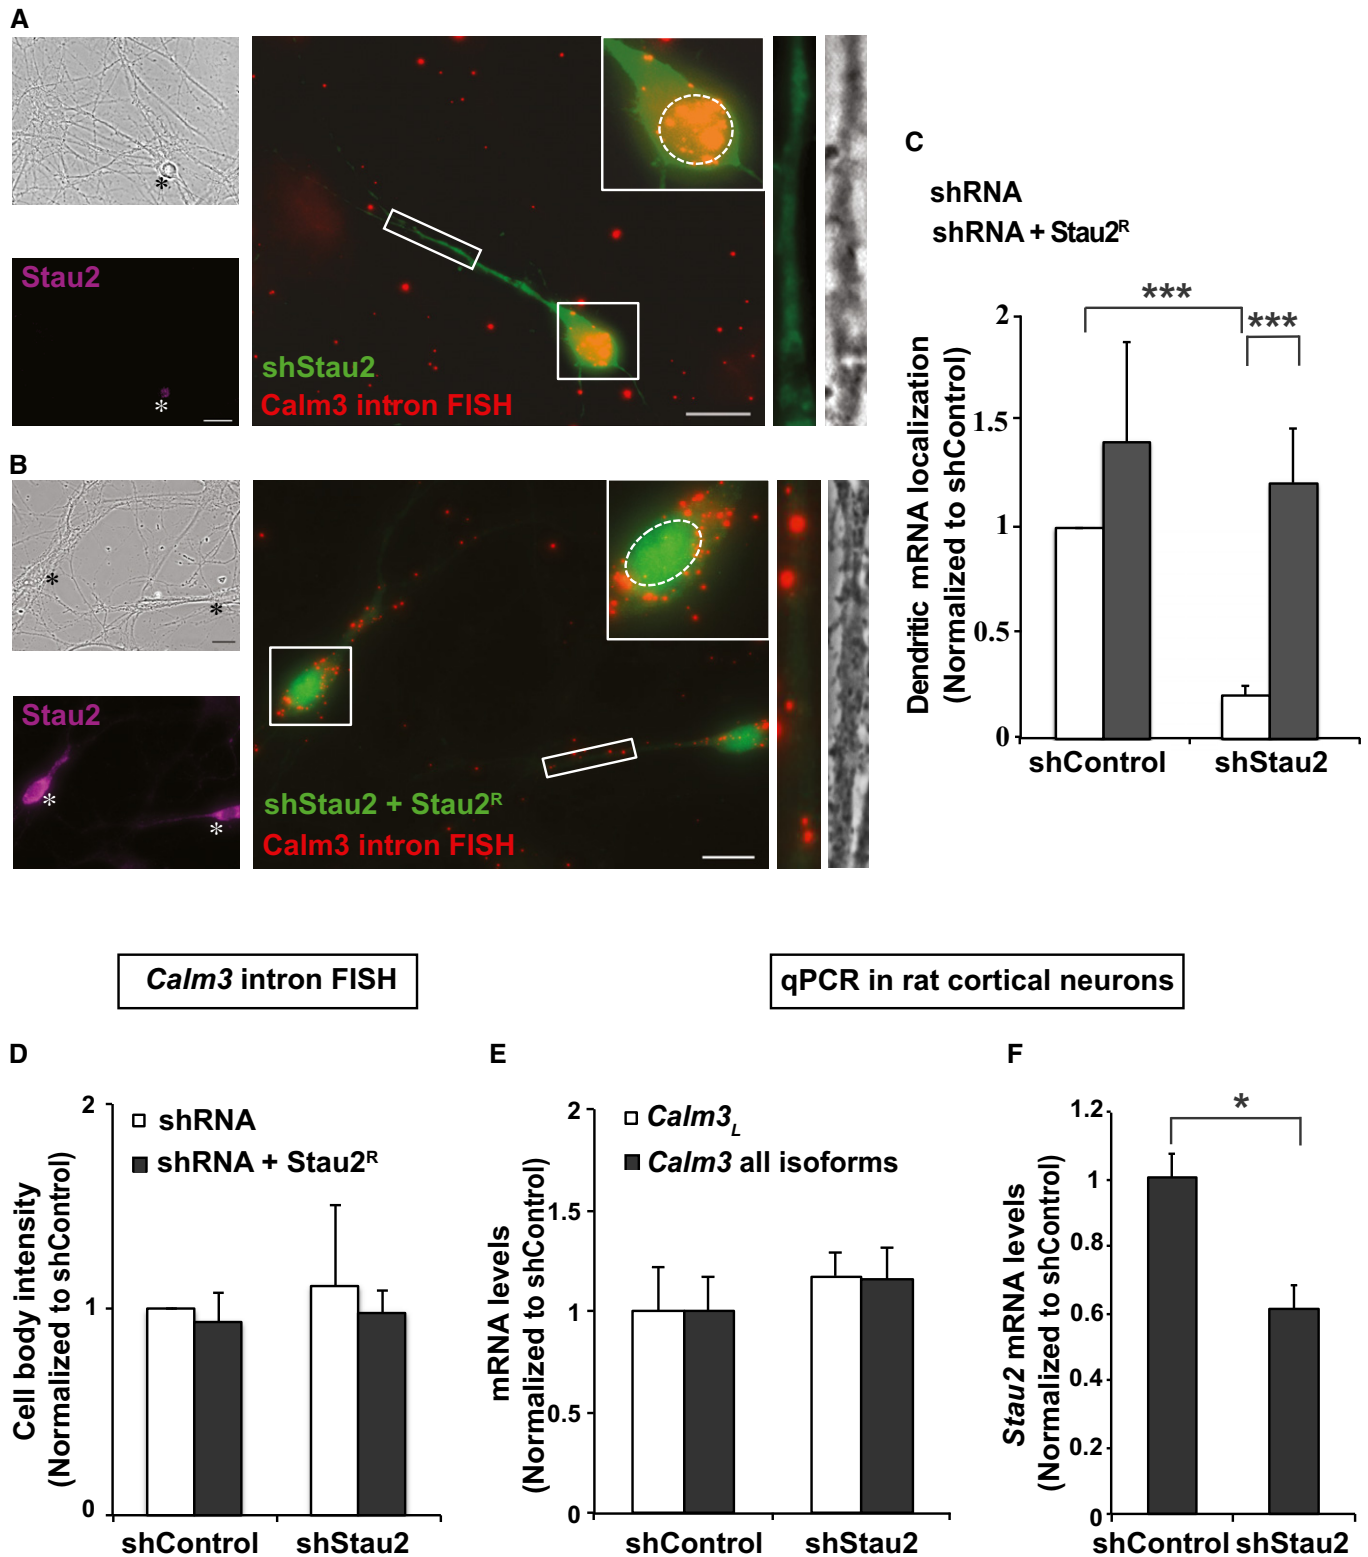 A
Stau2
*
*
shStau2
Calm3 intron FISH
B
Stau2
*
*
*
*
shStau2 + Stau2ᴿ
Calm3 intron FISH
C
shRNA
shRNA + Stau2ᴿ
Dendritic mRNA localization
(Normalized to shControl)
2
1.5
1
0.5
0
***
***
shControl
shStau2
Calm3 intron FISH
qPCR in rat cortical neurons
D
Cell body intensity
(Normalized to shControl)
2
1
0
shRNA
shRNA + Stau2ᴿ
shControl
shStau2
E
mRNA levels
(Normalized to shControl)
2
1.5
1
0.5
0
Calm3L
Calm3 all isoforms
shControl
shStau2
F
Stau2 mRNA levels
(Normalized to shControl)
1.2
1
0.8
0.6
0.4
0.2
0
*
shControl
shStau2